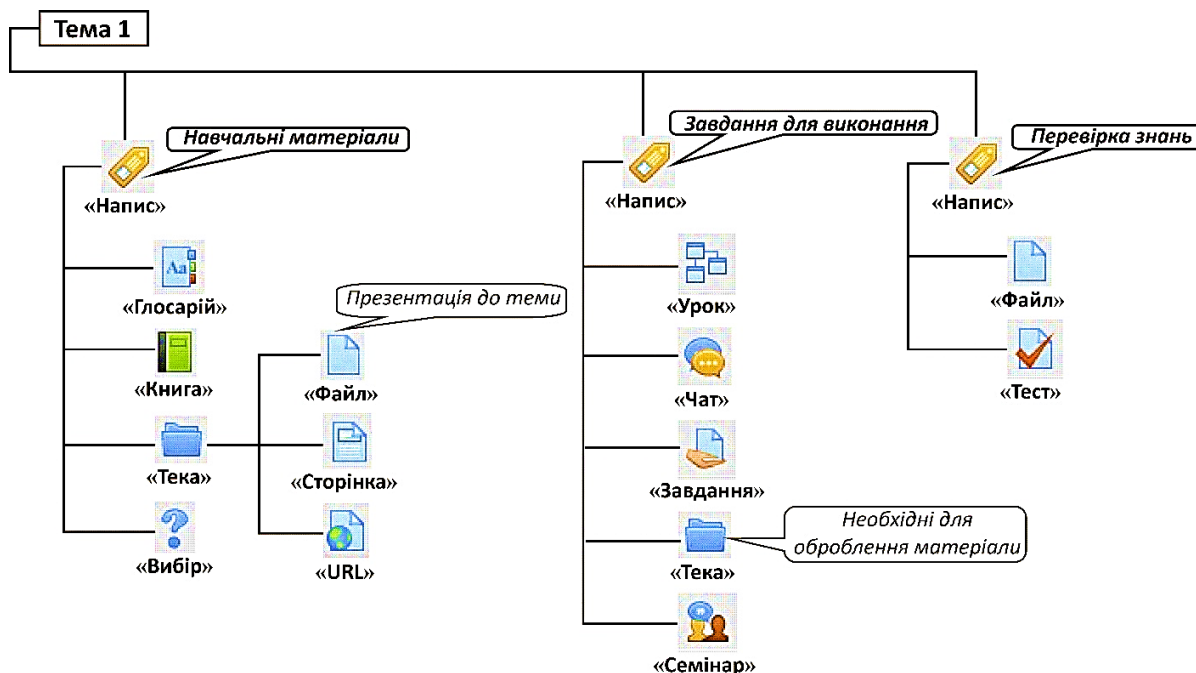 Тема 1
Навчальні матеріали
«Напис»
«Глосарій»
«Книга»
«Тека»
«Вибір»
Презентація до теми
«Файл»
«Сторінка»
«URL»
Завдання для виконання
«Напис»
«Урок»
«Чат»
«Завдання»
«Тека»
Необхідні для
оброблення матеріали
«Семінар»
Перевірка знань
«Напис»
«Файл»
«Тест»